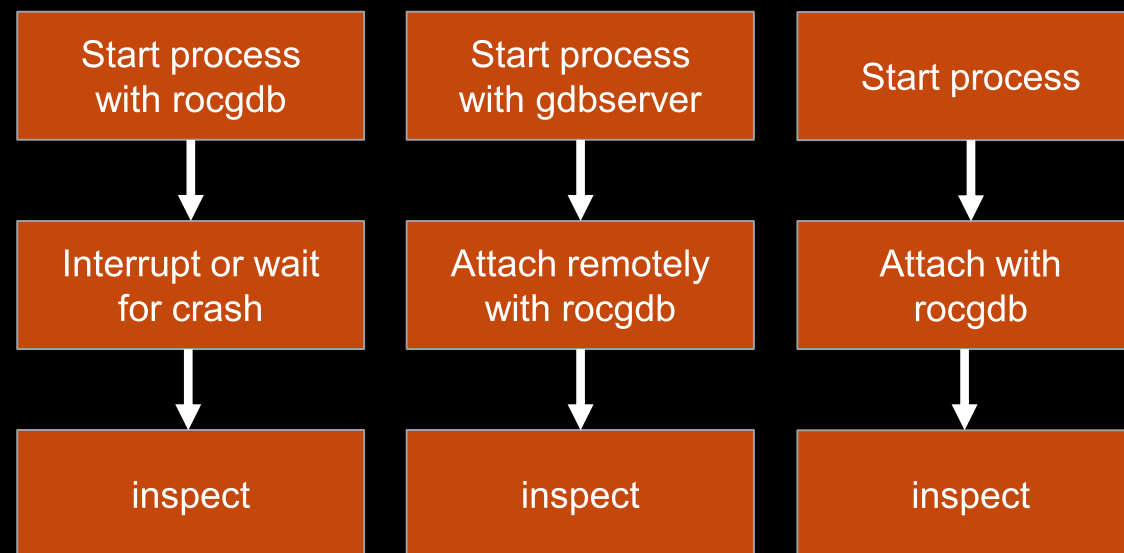 Start process
with rocgdb
Start process
with gdbserver
Start process
Interrupt or wait
for crash
Attach remotely
with rocgdb
Attach with
rocgdb
inspect
inspect
inspect